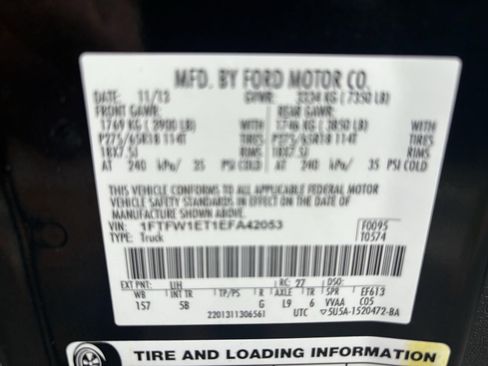 MFD. BY FORD MOTOR CO.
DATE: 11/13 GVWR: 3334 KG ( 7350 LB)
FRONT GAWR: REAR GAWR:
1769 KG ( 3900 LB) WITH 1746 KG ( 3850 LB) WITH
P275/65R18 114T TIRES P275/65R18 114T TIRES
18X7.5J RIMS 18X7.5J RIMS
AT 240 kPa/ 35 PSI COLD AT 240 kPa/ 35 PSI COLD
THIS VEHICLE CONFORMS TO ALL APPLICABLE FEDERAL MOTOR
VEHICLE SAFETY STANDARDS IN EFFECT ON THE DATE OF
MANUFACTURE SHOWN ABOVE.
VIN: 1FTFW1ET1EFA42053 F0095
TYPE: Truck T0574
EXT PNT: UH RC: 27 DSO:
WB INT TR TP/PS R AXLE TR SPR EF613
157 5B G L9 6 VVAA C05
2201311306561 UTC 5U5A-1520472-BA
TIRE AND LOADING INFORMATION